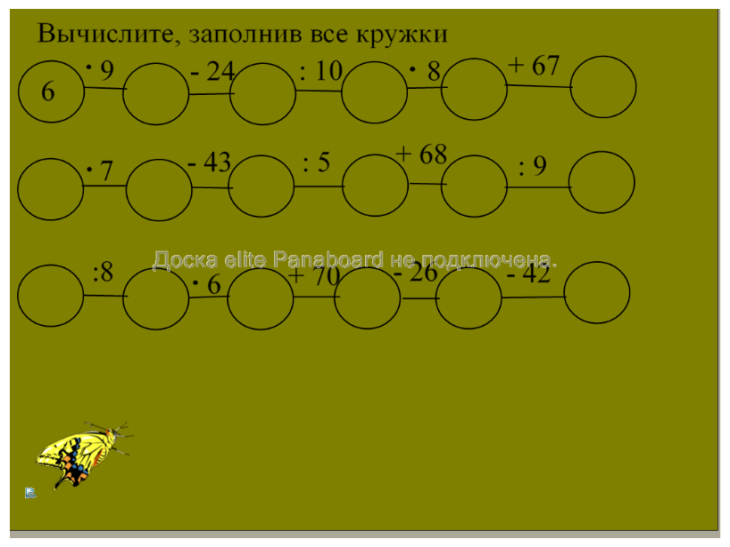 Вычислите, заполнив все кружки
6 · 9 - 24 : 10 · 8 + 67
· 7 - 43 : 5 + 68 : 9
Доска elite Panaboard не подключена.
:8 · 6 + 70 - 26 - 42